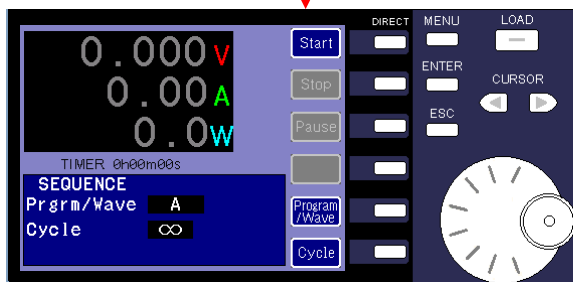 DIRECT
MENU
LOAD
ENTER
CURSOR
ESC
0.000V
0.00A
0.0W
TIMER 0h00m00s
SEQUENCE
Prgrm/Wave A
Cycle ∞
Start
Stop
Pause
Program
/Wave
Cycle